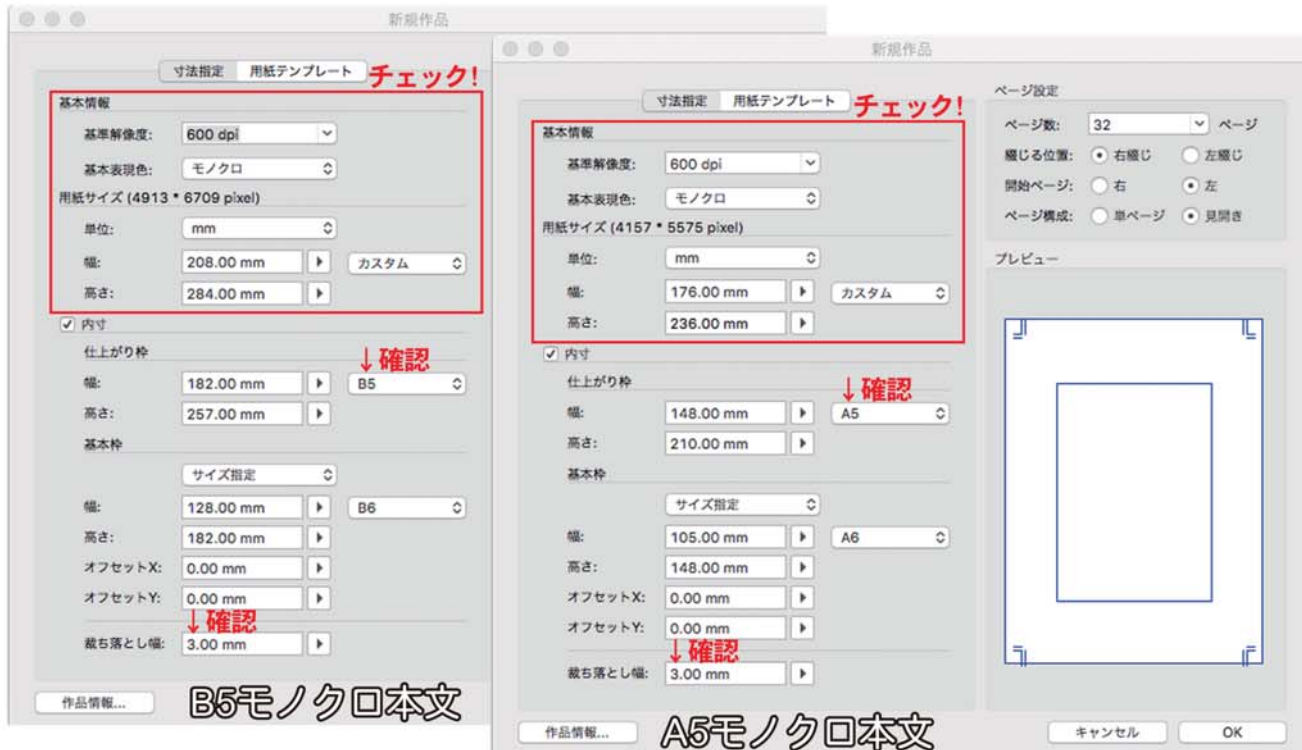 新規作品
寸法指定 用紙テンプレート チェック!
基本情報
基準解像度: 600 dpi
基本表現色: モノクロ
用紙サイズ (4913 * 6709 pixel)
単位: mm
幅: 208.00 mm カスタム
高さ: 284.00 mm
内寸
仕上がり枠
↓確認
幅: 182.00 mm B5
高さ: 257.00 mm
基本枠
サイズ指定
幅: 128.00 mm B6
高さ: 182.00 mm
オフセットX: 0.00 mm
オフセットY: 0.00 mm
↓確認
裁ち落とし幅: 3.00 mm
作品情報...
B5モノクロ本文
新規作品
寸法指定 用紙テンプレート チェック!
基本情報
基準解像度: 600 dpi
基本表現色: モノクロ
用紙サイズ (4157 * 5575 pixel)
単位: mm
幅: 176.00 mm カスタム
高さ: 236.00 mm
内寸
仕上がり枠
↓確認
幅: 148.00 mm A5
高さ: 210.00 mm
基本枠
サイズ指定
幅: 105.00 mm A6
高さ: 148.00 mm
オフセットX: 0.00 mm
オフセットY: 0.00 mm
↓確認
裁ち落とし幅: 3.00 mm
作品情報...
A5モノクロ本文
ページ設定
ページ数: 32 ページ
綴じる位置: 右綴じ 左綴じ
開始ページ: 右 左
ページ構成: 単ページ 見開き
プレビュー
キャンセル OK